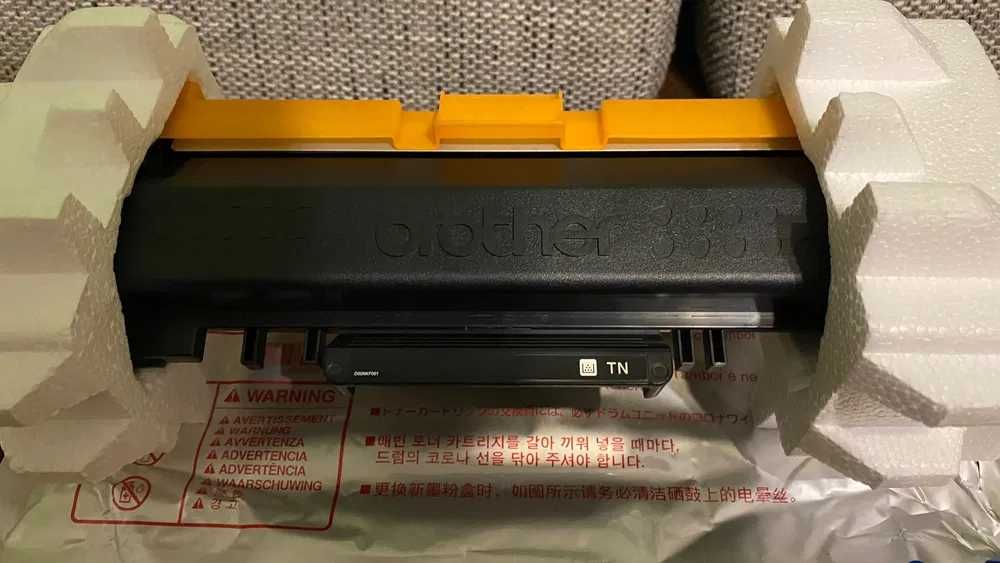 brother
D00NKF001
TN
WARNING
AVERTISSEMENT
WARNUNG
AVVERTENZA
ADVERTENCIA
ADVERTÊNCIA
WAARSCHUWING
경고
■トナーカートリッジの交換時には、必ずドラムユニットのコロナワイ
■매번 토너 카트리지를 갈아 끼워 넣을 때마다,
드럼의 코로나 선을 닦아 주셔야 합니다.
■更换新墨粉盒时，如图所示请务必清洁硒鼓上的电晕丝。